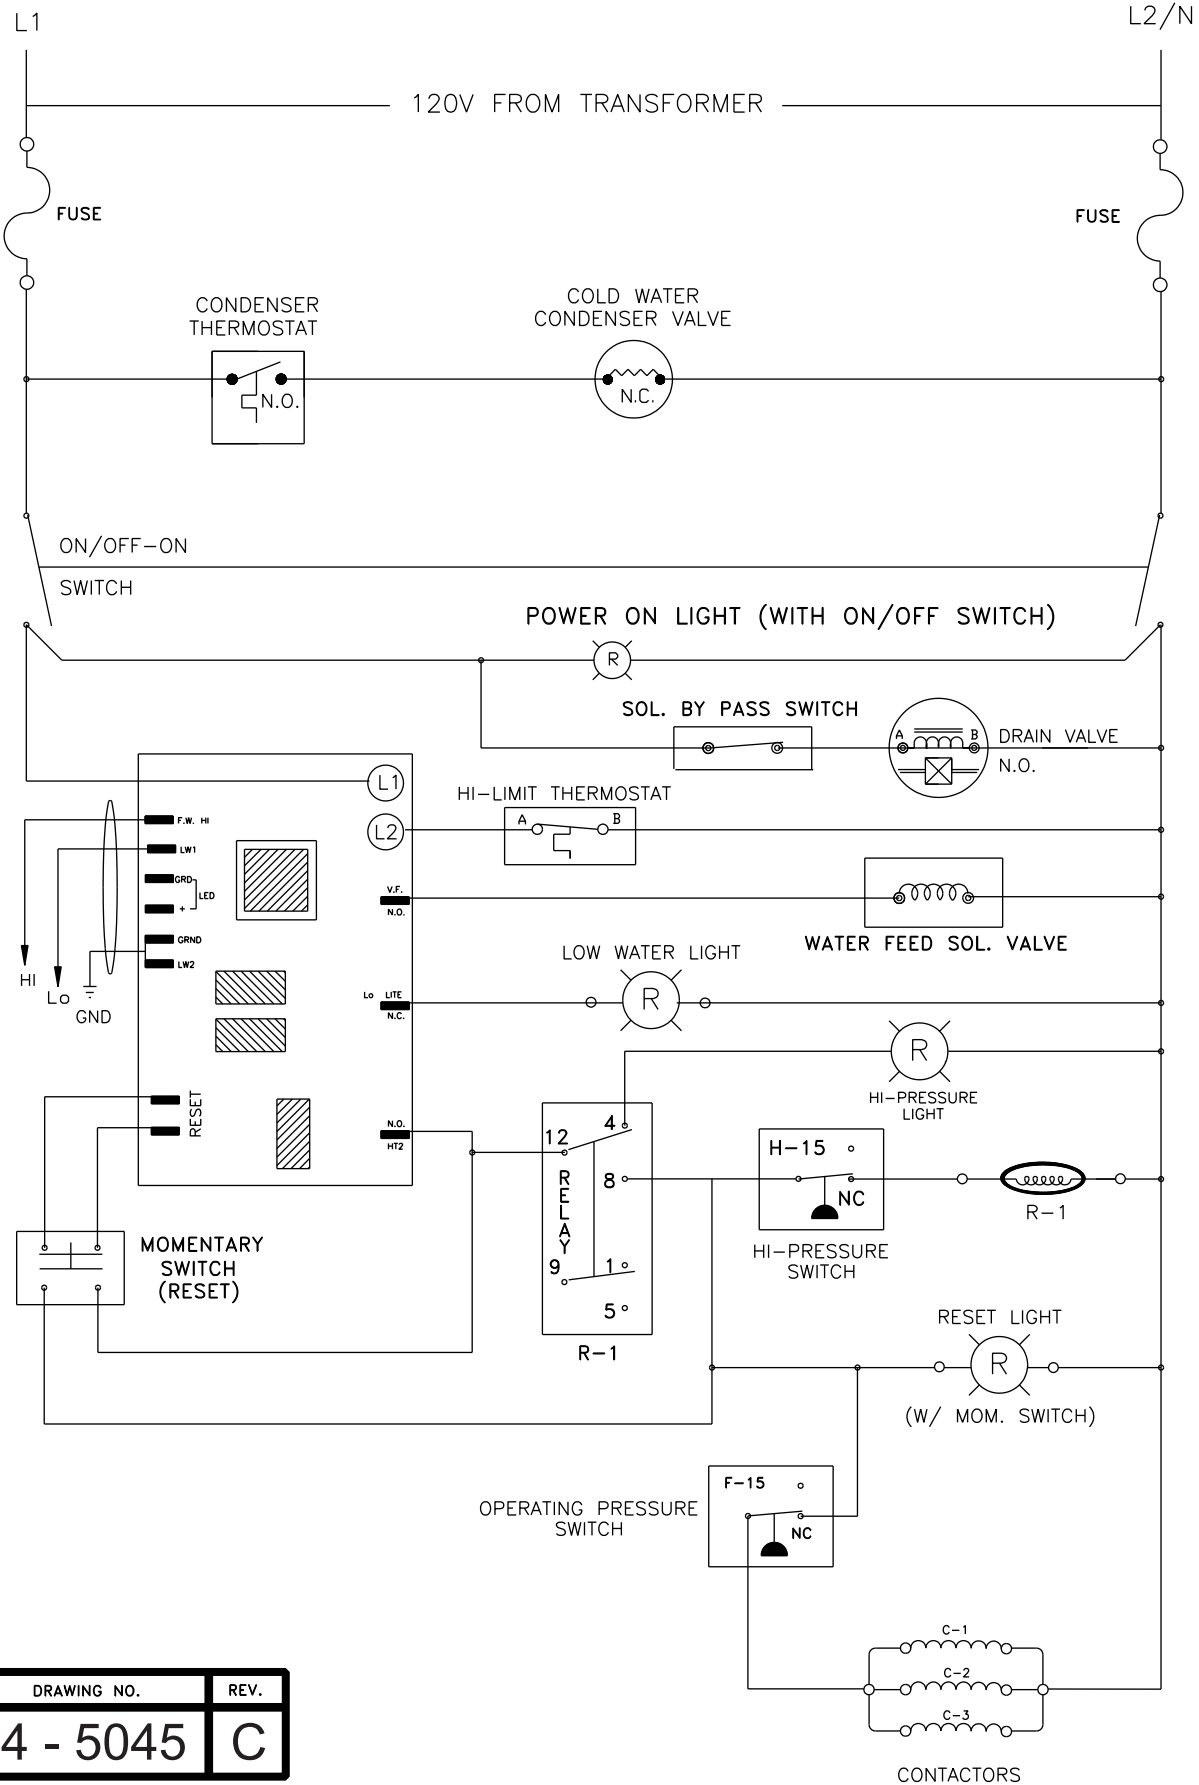 L1
L2/N
120V FROM TRANSFORMER
FUSE
FUSE
CONDENSER
THERMOSTAT
N.O.
COLD WATER
CONDENSER VALVE
N.C.
ON/OFF-ON
SWITCH
POWER ON LIGHT (WITH ON/OFF SWITCH)
R
SOL. BY PASS SWITCH
A B
DRAIN VALVE
N.O.
L1
HI-LIMIT THERMOSTAT
A B
L2
F.W. HI
LW1
GRD
LED
+
GRND
LW2
V.F.
N.O.
WATER FEED SOL. VALVE
HI
Lo
GND
LOW WATER LIGHT
R
Lo LITE
N.C.
R
HI-PRESSURE
LIGHT
RESET
N.O.
HT2
12
4
8
RELAY
9
1
5
R-1
H-15
NC
HI-PRESSURE
SWITCH
R-1
MOMENTARY
SWITCH
(RESET)
RESET LIGHT
R
(W/ MOM. SWITCH)
OPERATING PRESSURE
SWITCH
F-15
NC
C-1
C-2
C-3
CONTACTORS
DRAWING NO. REV.
4 - 5045 C